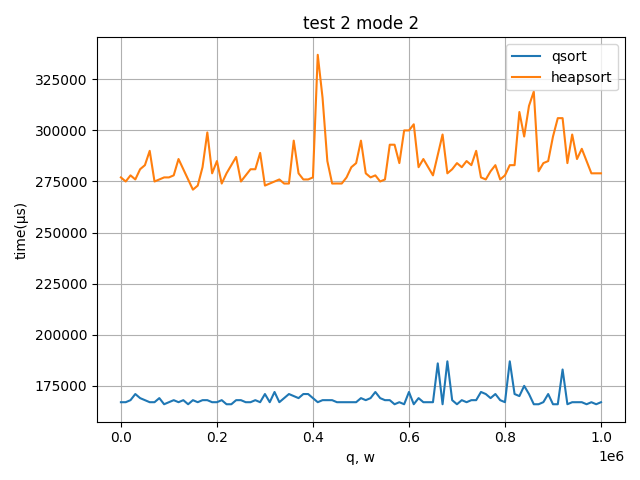 test 2 mode 2
qsort
heapsort
325000
300000
275000
250000
225000
200000
175000
time(μs)
0.0 0.2 0.4 0.6 0.8 1.0
1e6
q, w